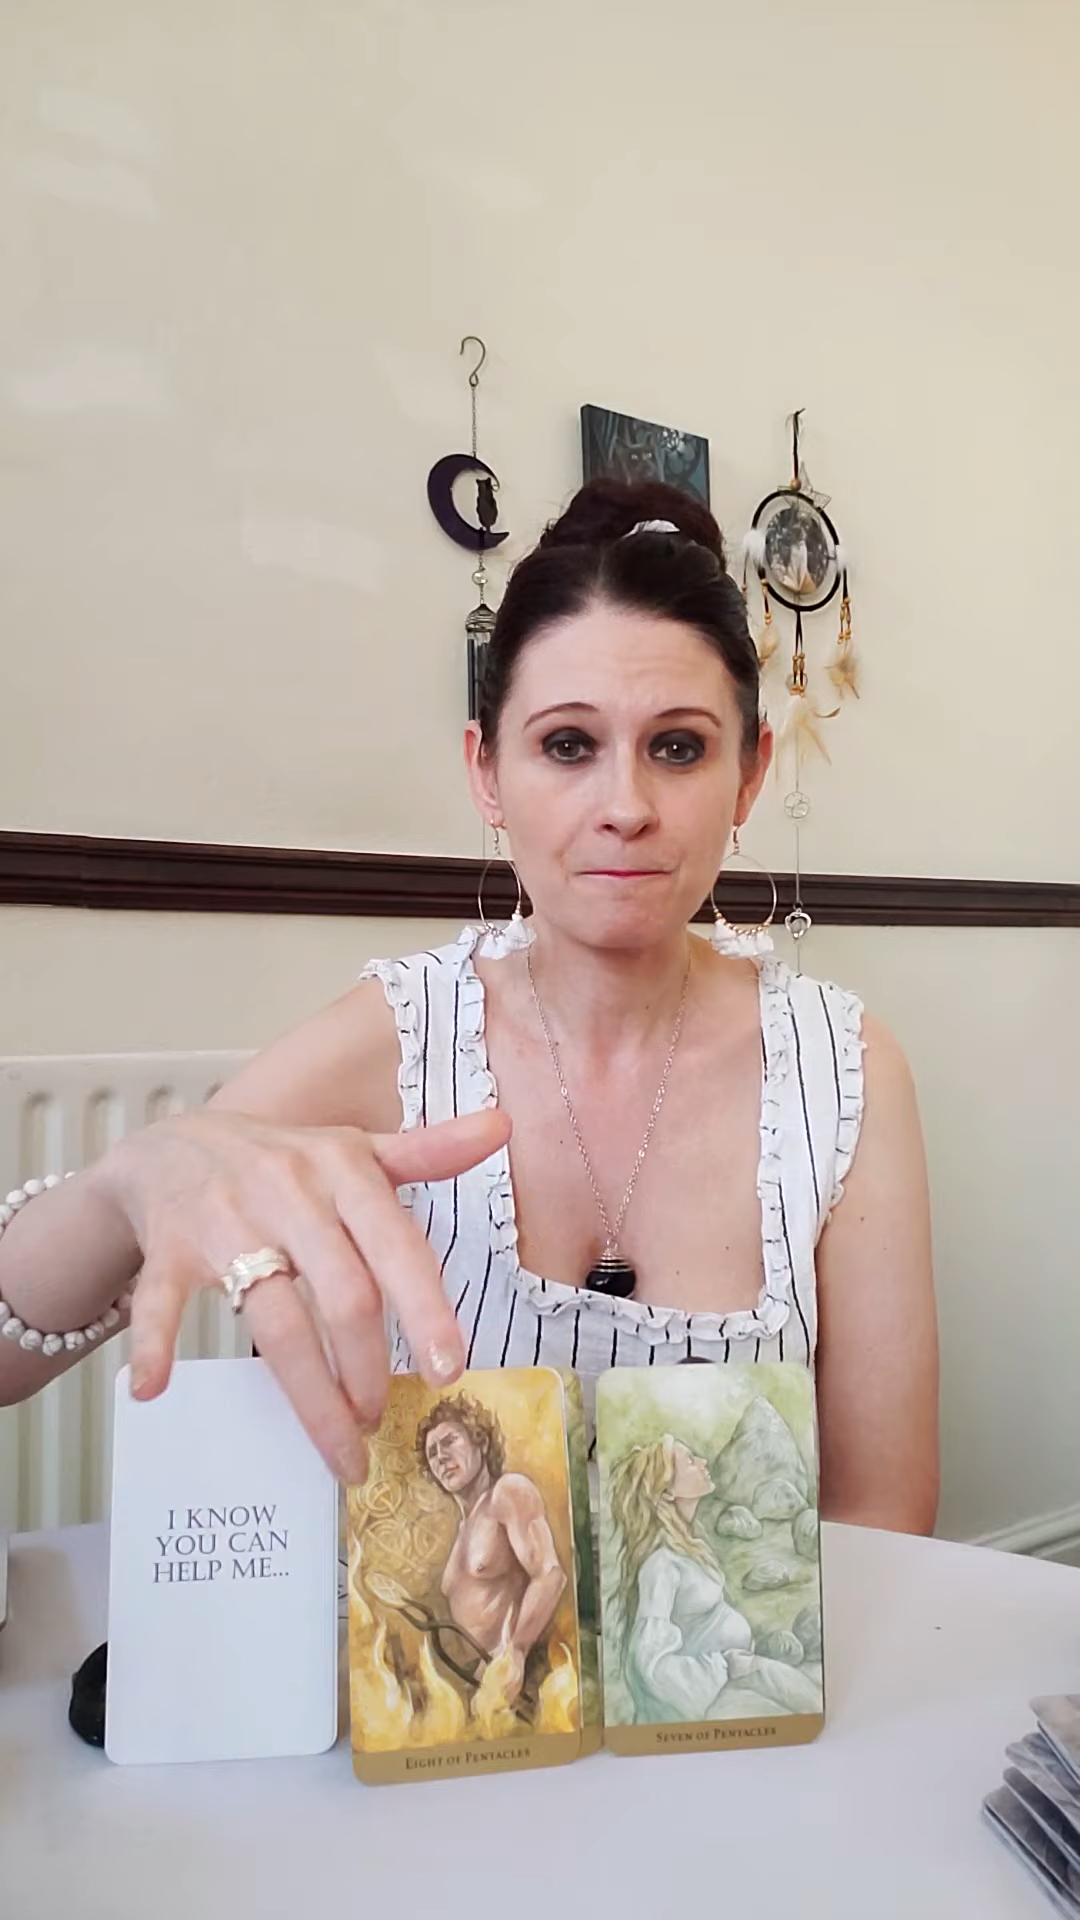 I KNOW
YOU CAN
HELP ME...
EIGHT OF PENTACLES
SEVEN OF PENTACLES